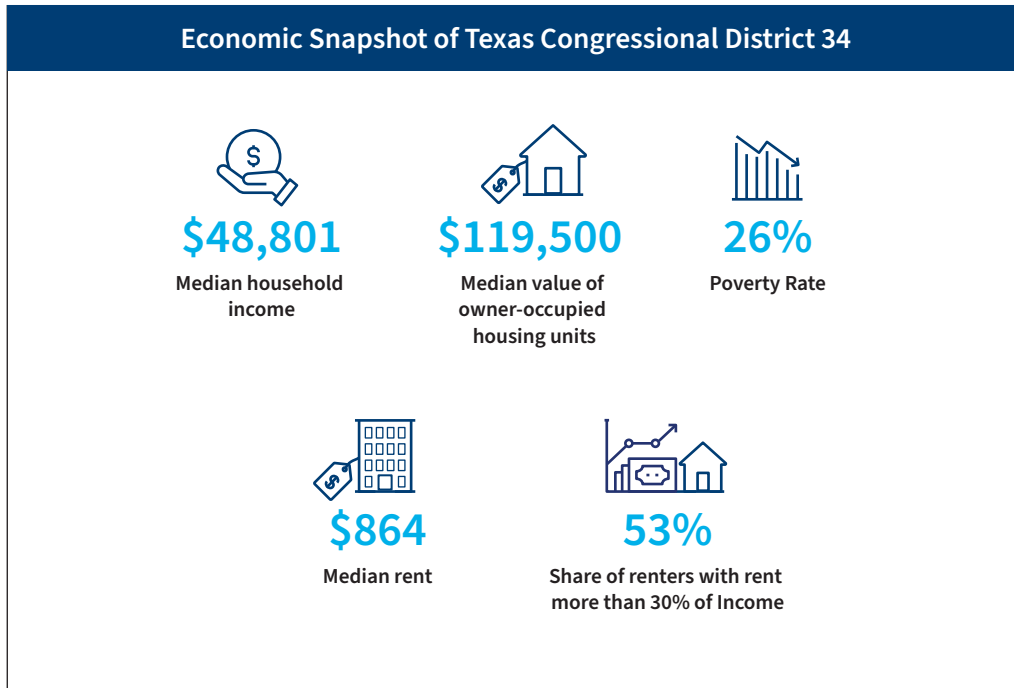 Economic Snapshot of Texas Congressional District 34
$
$48,801
Median household
income
$
$119,500
Median value of
owner-occupied
housing units
26%
Poverty Rate
$
$864
Median rent
53%
Share of renters with rent
more than 30% of Income